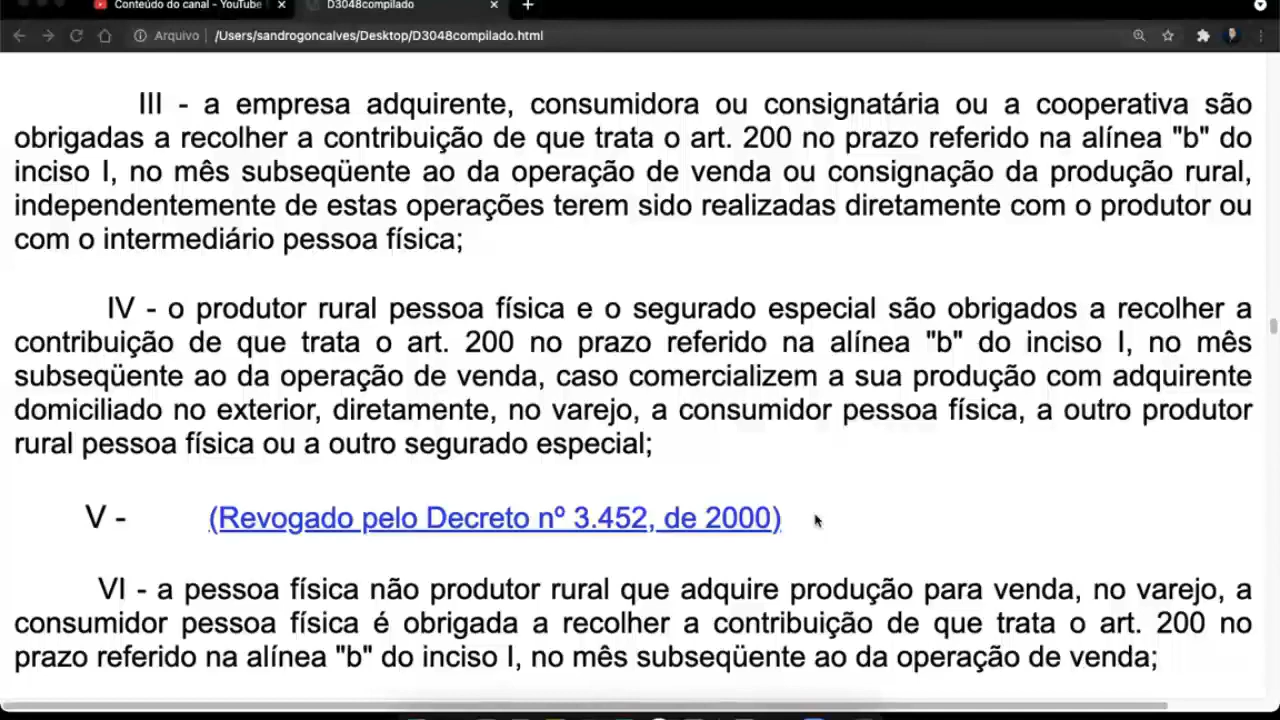 Conteúdo do canal - YouTube
D3048compilado
Arquivo
/Users/sandrogoncalves/Desktop/D3048compilado.html
III - a empresa adquirente, consumidora ou consignatária ou a cooperativa são
obrigadas a recolher a contribuição de que trata o art. 200 no prazo referido na alínea "b" do
inciso I, no mês subseqüente ao da operação de venda ou consignação da produção rural,
independentemente de estas operações terem sido realizadas diretamente com o produtor ou
com o intermediário pessoa física;
IV - o produtor rural pessoa física e o segurado especial são obrigados a recolher a
contribuição de que trata o art. 200 no prazo referido na alínea "b" do inciso I, no mês
subseqüente ao da operação de venda, caso comercializem a sua produção com adquirente
domiciliado no exterior, diretamente, no varejo, a consumidor pessoa física, a outro produtor
rural pessoa física ou a outro segurado especial;
V - (Revogado pelo Decreto nº 3.452, de 2000)
VI - a pessoa física não produtor rural que adquire produção para venda, no varejo, a
consumidor pessoa física é obrigada a recolher a contribuição de que trata o art. 200 no
prazo referido na alínea "b" do inciso I, no mês subseqüente ao da operação de venda;